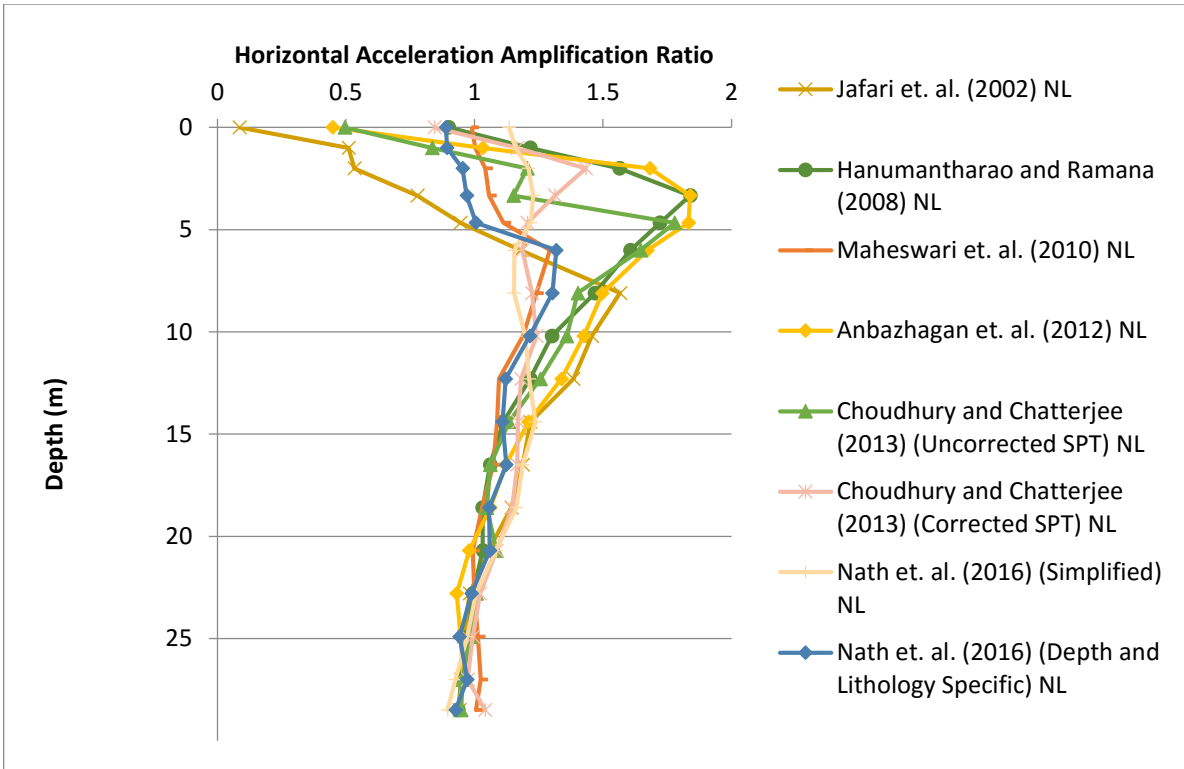 Horizontal Acceleration Amplification Ratio
0 0.5 1 1.5 2
0
5
10
15
20
25
Depth (m)
Jafari et. al. (2002) NL
Hanumantharao and Ramana
(2008) NL
Maheswari et. al. (2010) NL
Anbazhagan et. al. (2012) NL
Choudhury and Chatterjee
(2013) (Uncorrected SPT) NL
Choudhury and Chatterjee
(2013) (Corrected SPT) NL
Nath et. al. (2016) (Simplified)
NL
Nath et. al. (2016) (Depth and
Lithology Specific) NL